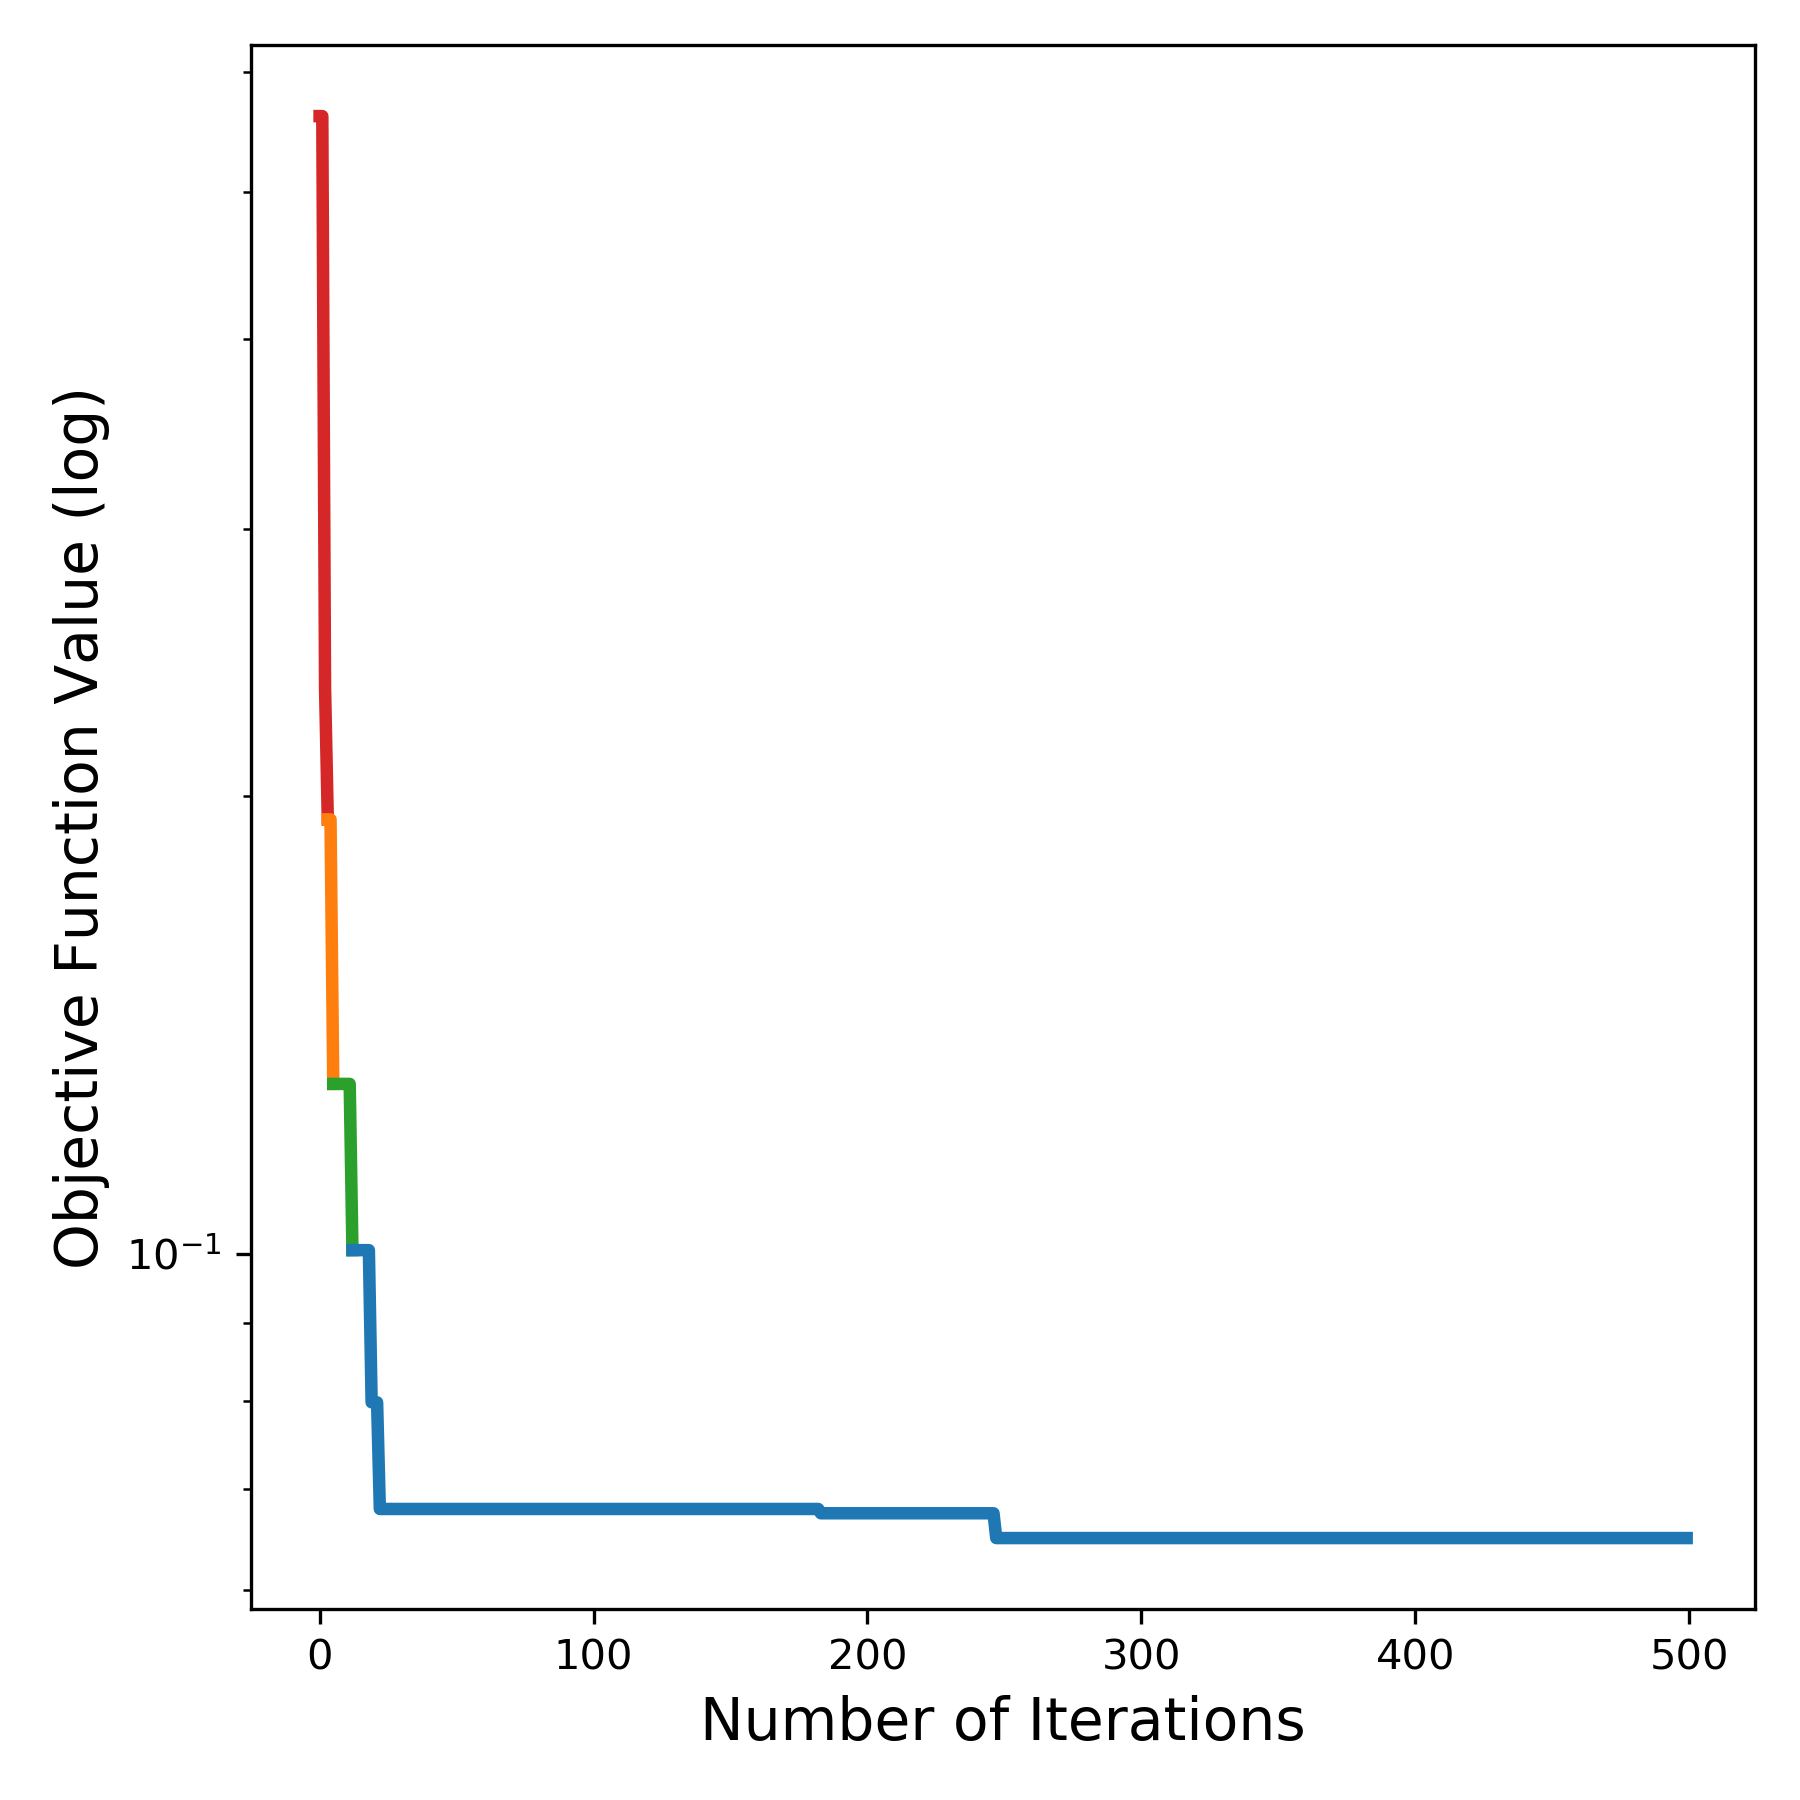 Objective Function Value (log)
10⁻¹
0 100 200 300 400 500
Number of Iterations